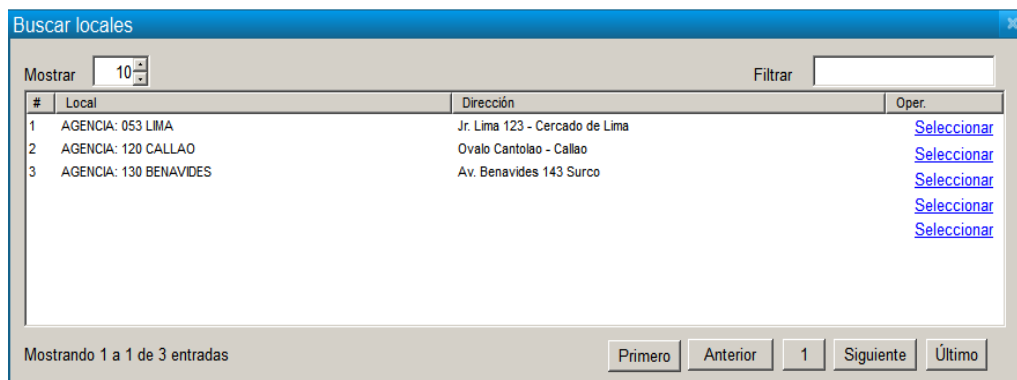 Buscar locales
Mostrar 10 Filtrar
# Local Dirección Oper.
1 AGENCIA: 053 LIMA Jr. Lima 123 - Cercado de Lima Seleccionar
2 AGENCIA: 120 CALLAO Ovalo Cantolao - Callao Seleccionar
3 AGENCIA: 130 BENAVIDES Av. Benavides 143 Surco Seleccionar
Seleccionar
Seleccionar
Mostrando 1 a 1 de 3 entradas Primero Anterior 1 Siguiente Último